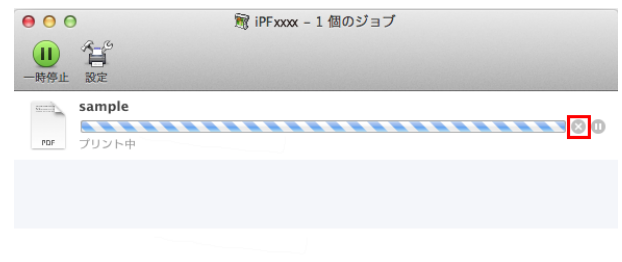 iPFxxxx – 1 個のジョブ
一時停止 設定
sample
PDF
プリント中